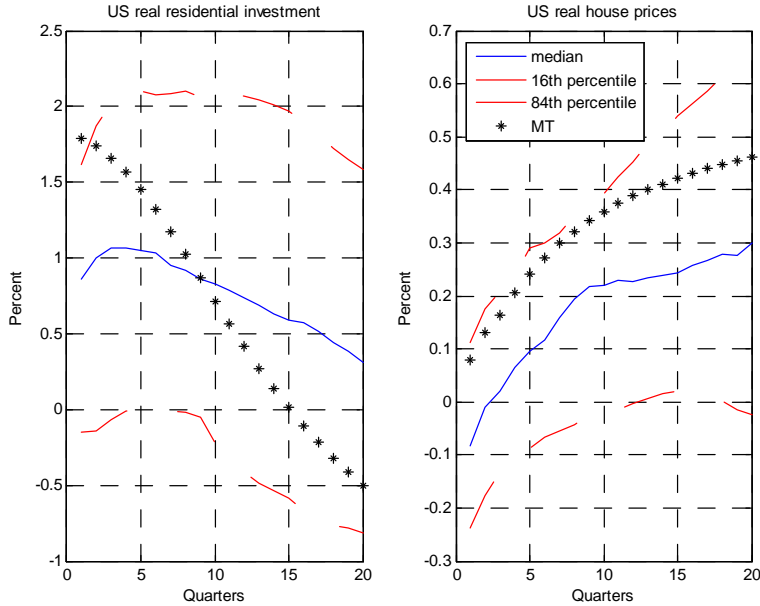 US real residential investment
2.5
2
1.5
1
0.5
0
-0.5
-1
Percent
0
5
10
15
20
Quarters
US real house prices
0.7
0.6
0.5
0.4
0.3
0.2
0.1
0
-0.1
-0.2
-0.3
Percent
median
16th percentile
84th percentile
MT
0
5
10
15
20
Quarters